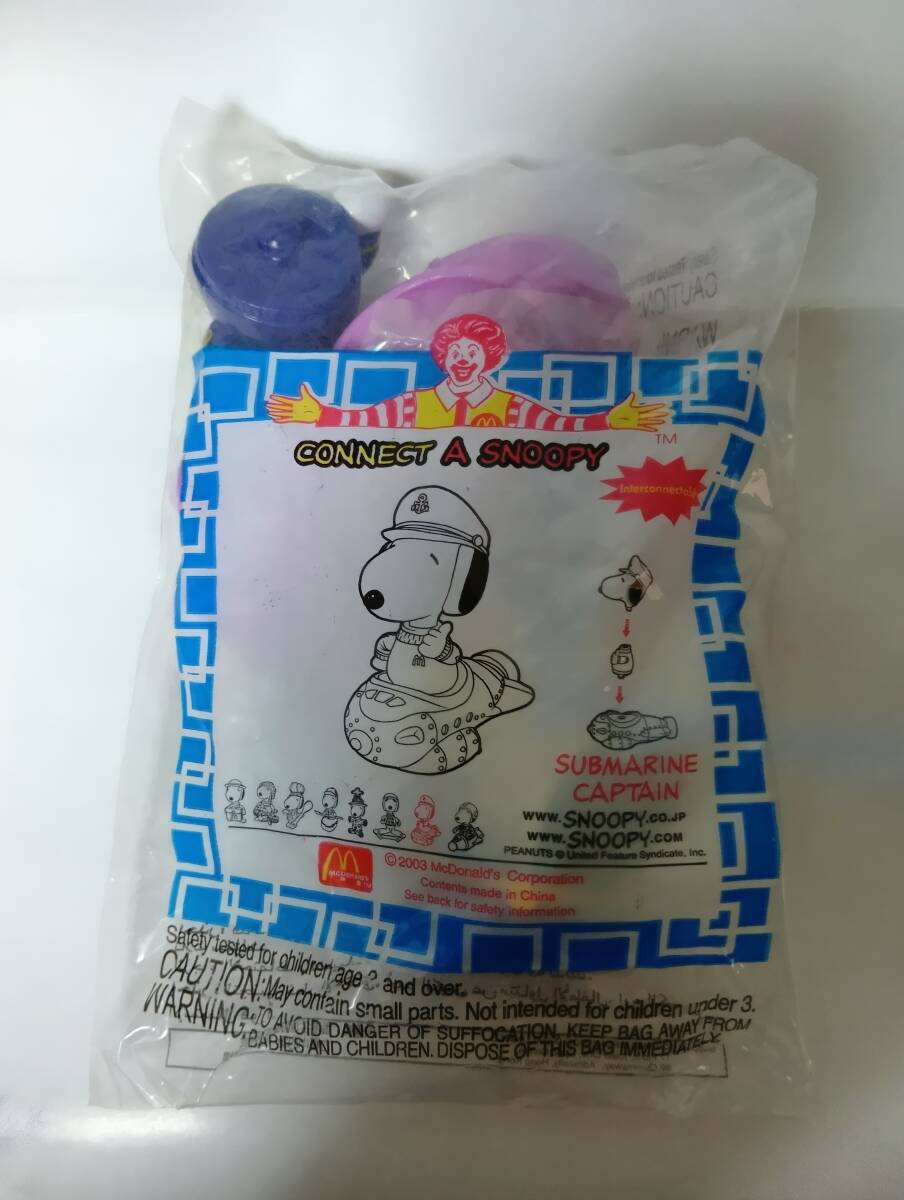 CONNECT A SNOOPY
TM
SUBMARINE
CAPTAIN
WWW.SNOOPY.CO.JP
WWW.SNOOPY.COM
PEANUTS © United Feature Syndicate, Inc.
McDonald's
©2003 McDonald's Corporation
Contents made in China
See back for safety information
Safety tested for children age 3 and over.
CAUTION: May contain small parts. Not intended for children under 3.
WARNING: TO AVOID DANGER OF SUFFOCATION, KEEP BAG AWAY FROM
BABIES AND CHILDREN. DISPOSE OF THIS BAG IMMEDIATELY.